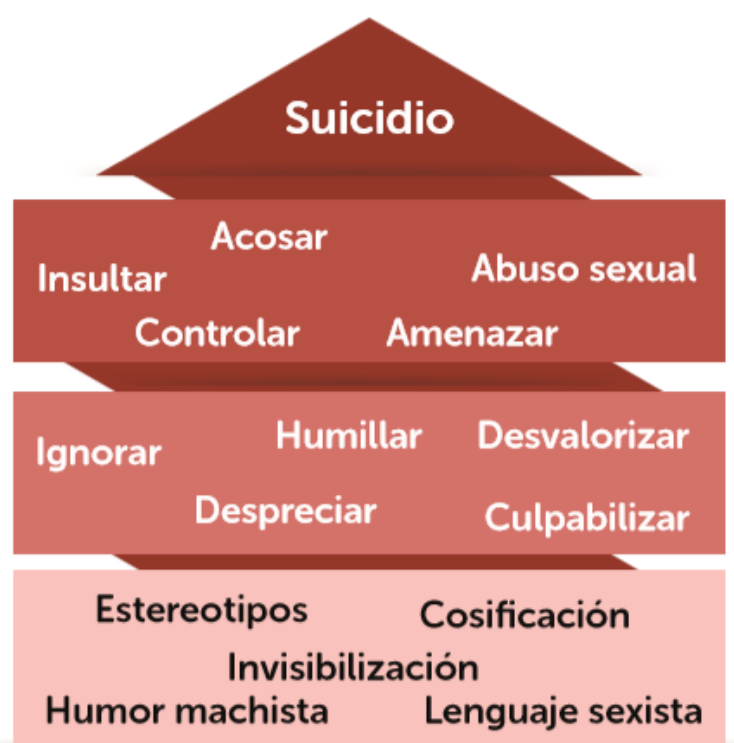 Suicidio
Acosar
Insultar
Abuso sexual
Controlar
Amenazar
Ignorar
Humillar
Desvalorizar
Despreciar
Culpabilizar
Estereotipos
Cosificación
Invisibilización
Humor machista
Lenguaje sexista